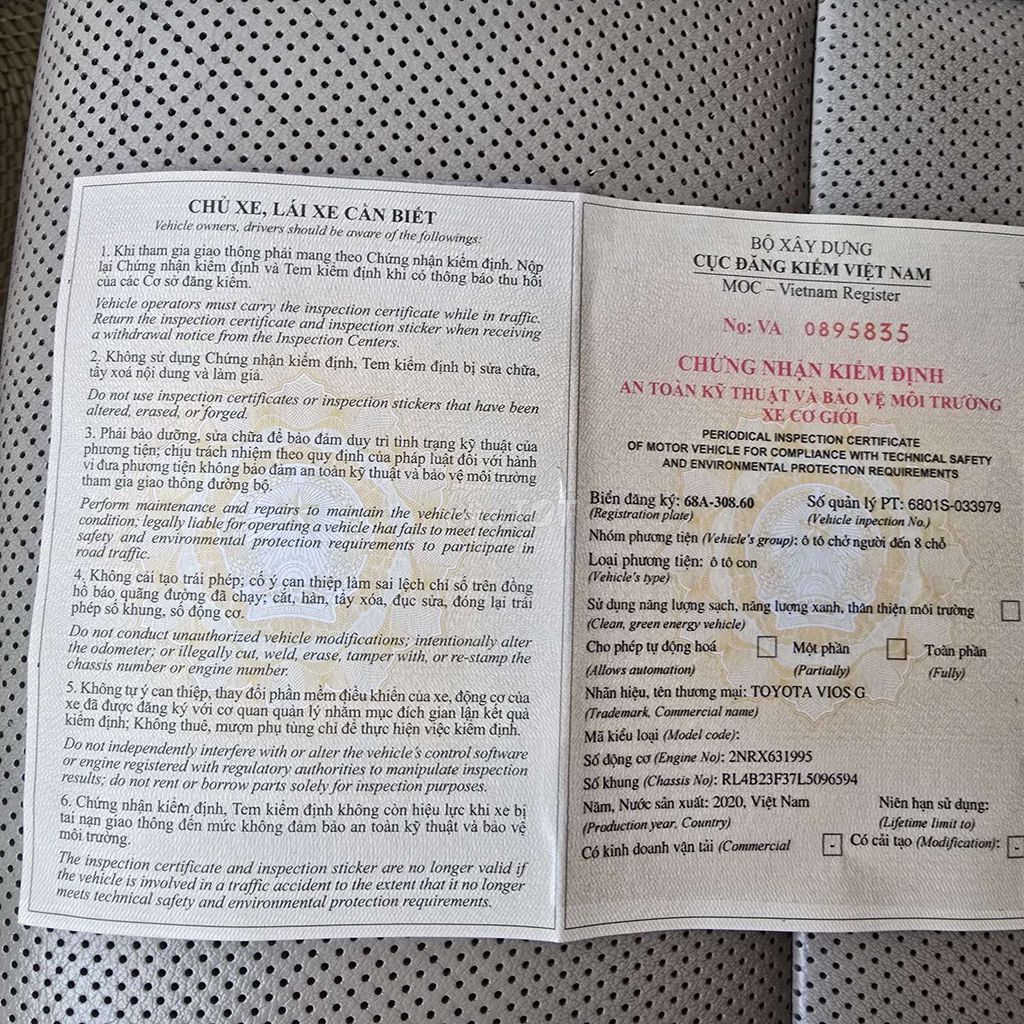 CHỦ XE, LÁI XE CẦN BIẾT
Vehicle owners, drivers should be aware of the followings:
1. Khi tham gia giao thông phải mang theo Chứng nhận kiểm định. Nộp
lại Chứng nhận kiểm định và Tem kiểm định khi có thông báo thu hồi
của các Cơ sở đăng kiểm.
Vehicle operators must carry the inspection certificate while in traffic.
Return the inspection certificate and inspection sticker when receiving
a withdrawal notice from the Inspection Centers.
2. Không sử dụng Chứng nhận kiểm định, Tem kiểm định bị sửa chữa,
tẩy xoá nội dung và làm giả.
Do not use inspection certificates or inspection stickers that have been
altered, erased, or forged.
3. Phải bảo dưỡng, sửa chữa để bảo đảm duy trì tình trạng kỹ thuật của
phương tiện; chịu trách nhiệm theo quy định của pháp luật đối với hành
vi đưa phương tiện không bảo đảm an toàn kỹ thuật và bảo vệ môi trường
tham gia giao thông đường bộ.
Perform maintenance and repairs to maintain the vehicle's technical
condition; legally liable for operating a vehicle that fails to meet technical
safety and environmental protection requirements to participate in
road traffic.
4. Không cải tạo trái phép; cố ý can thiệp làm sai lệch chỉ số trên đồng
hồ báo quãng đường đã chạy; cắt, hàn, tẩy xóa, đục sửa, đóng lại trái
phép số khung, số động cơ.
Do not conduct unauthorized vehicle modifications; intentionally alter
the odometer; or illegally cut, weld, erase, tamper with, or re-stamp the
chassis number or engine number.
5. Không tự ý can thiệp, thay đổi phần mềm điều khiển của xe, động cơ của
xe đã được đăng ký với cơ quan quản lý nhằm mục đích gian lận kết quả
kiểm định; Không thuê, mượn phụ tùng chỉ để thực hiện việc kiểm định.
Do not independently interfere with or alter the vehicle's control software
or engine registered with regulatory authorities to manipulate inspection
results; do not rent or borrow parts solely for inspection purposes.
6. Chứng nhận kiểm định, Tem kiểm định không còn hiệu lực khi xe bị
tai nạn giao thông đến mức không đảm bảo an toàn kỹ thuật và bảo vệ
môi trường.
The inspection certificate and inspection sticker are no longer valid if
the vehicle is involved in a traffic accident to the extent that it no longer
meets technical safety and environmental protection requirements.
BỘ XÂY DỰNG
CỤC ĐĂNG KIỂM VIỆT NAM
MOC – Vietnam Register
No: VA 0895835
CHỨNG NHẬN KIỂM ĐỊNH
AN TOÀN KỸ THUẬT VÀ BẢO VỆ MÔI TRƯỜNG
XE CƠ GIỚI
PERIODICAL INSPECTION CERTIFICATE
OF MOTOR VEHICLE FOR COMPLIANCE WITH TECHNICAL SAFETY
AND ENVIRONMENTAL PROTECTION REQUIREMENTS
Biển đăng ký: 68A-308.60 Số quản lý PT: 6801S-033979
(Registration plate) (Vehicle inpection No.)
Nhóm phương tiện (Vehicle's group): ô tô chở người đến 8 chỗ
Loại phương tiện: ô tô con
(Vehicle's type)
Sử dụng năng lượng sạch, năng lượng xanh, thân thiện môi trường
(Clean, green energy vehicle)
Cho phép tự động hoá Một phần Toàn phần
(Allows automation) (Partially) (Fully)
Nhãn hiệu, tên thương mại: TOYOTA VIOS G
(Trademark, Commercial name)
Mã kiểu loại (Model code):
Số động cơ (Engine No): 2NRX631995
Số khung (Chassis No): RL4B23F37L5096594
Năm, Nước sản xuất: 2020, Việt Nam Niên hạn sử dụng:
(Production year, Country) (Lifetime limit to)
Có kinh doanh vận tải (Commercial - Có cải tạo (Modification): -